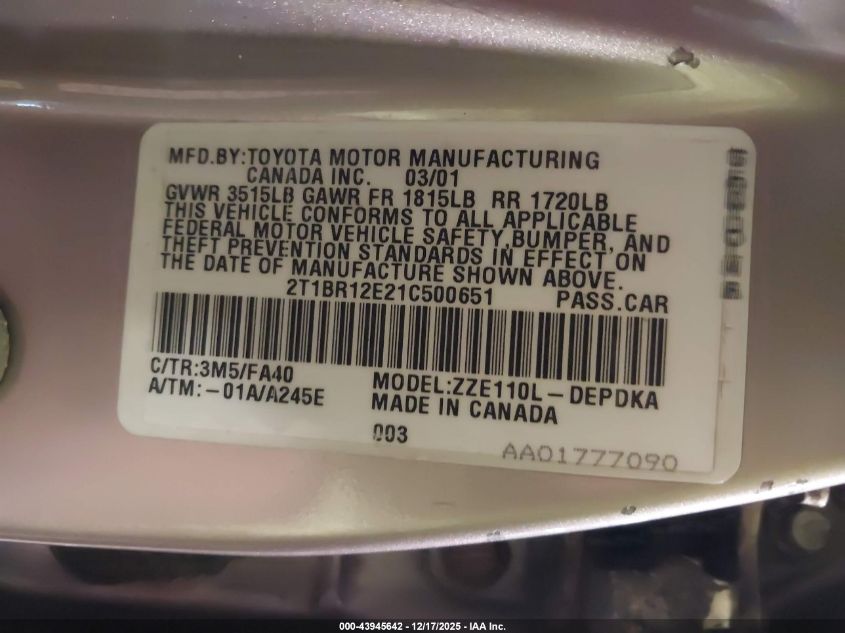 MFD.BY:TOYOTA MOTOR MANUFACTURING
CANADA INC. 03/01
GVWR 3515LB GAWR FR 1815LB RR 1720LB
THIS VEHICLE CONFORMS TO ALL APPLICABLE
FEDERAL MOTOR VEHICLE SAFETY,BUMPER, AND
THEFT PREVENTION STANDARDS IN EFFECT ON
THE DATE OF MANUFACTURE SHOWN ABOVE.
2T1BR12E21C500651 PASS.CAR
C/TR:3M5/FA40
A/TM:-01A/A245E
MODEL:ZZE110L-DEPDKA
MADE IN CANADA
003
AA01777090
000-43945642 - 12/17/2025 - IAA Inc.